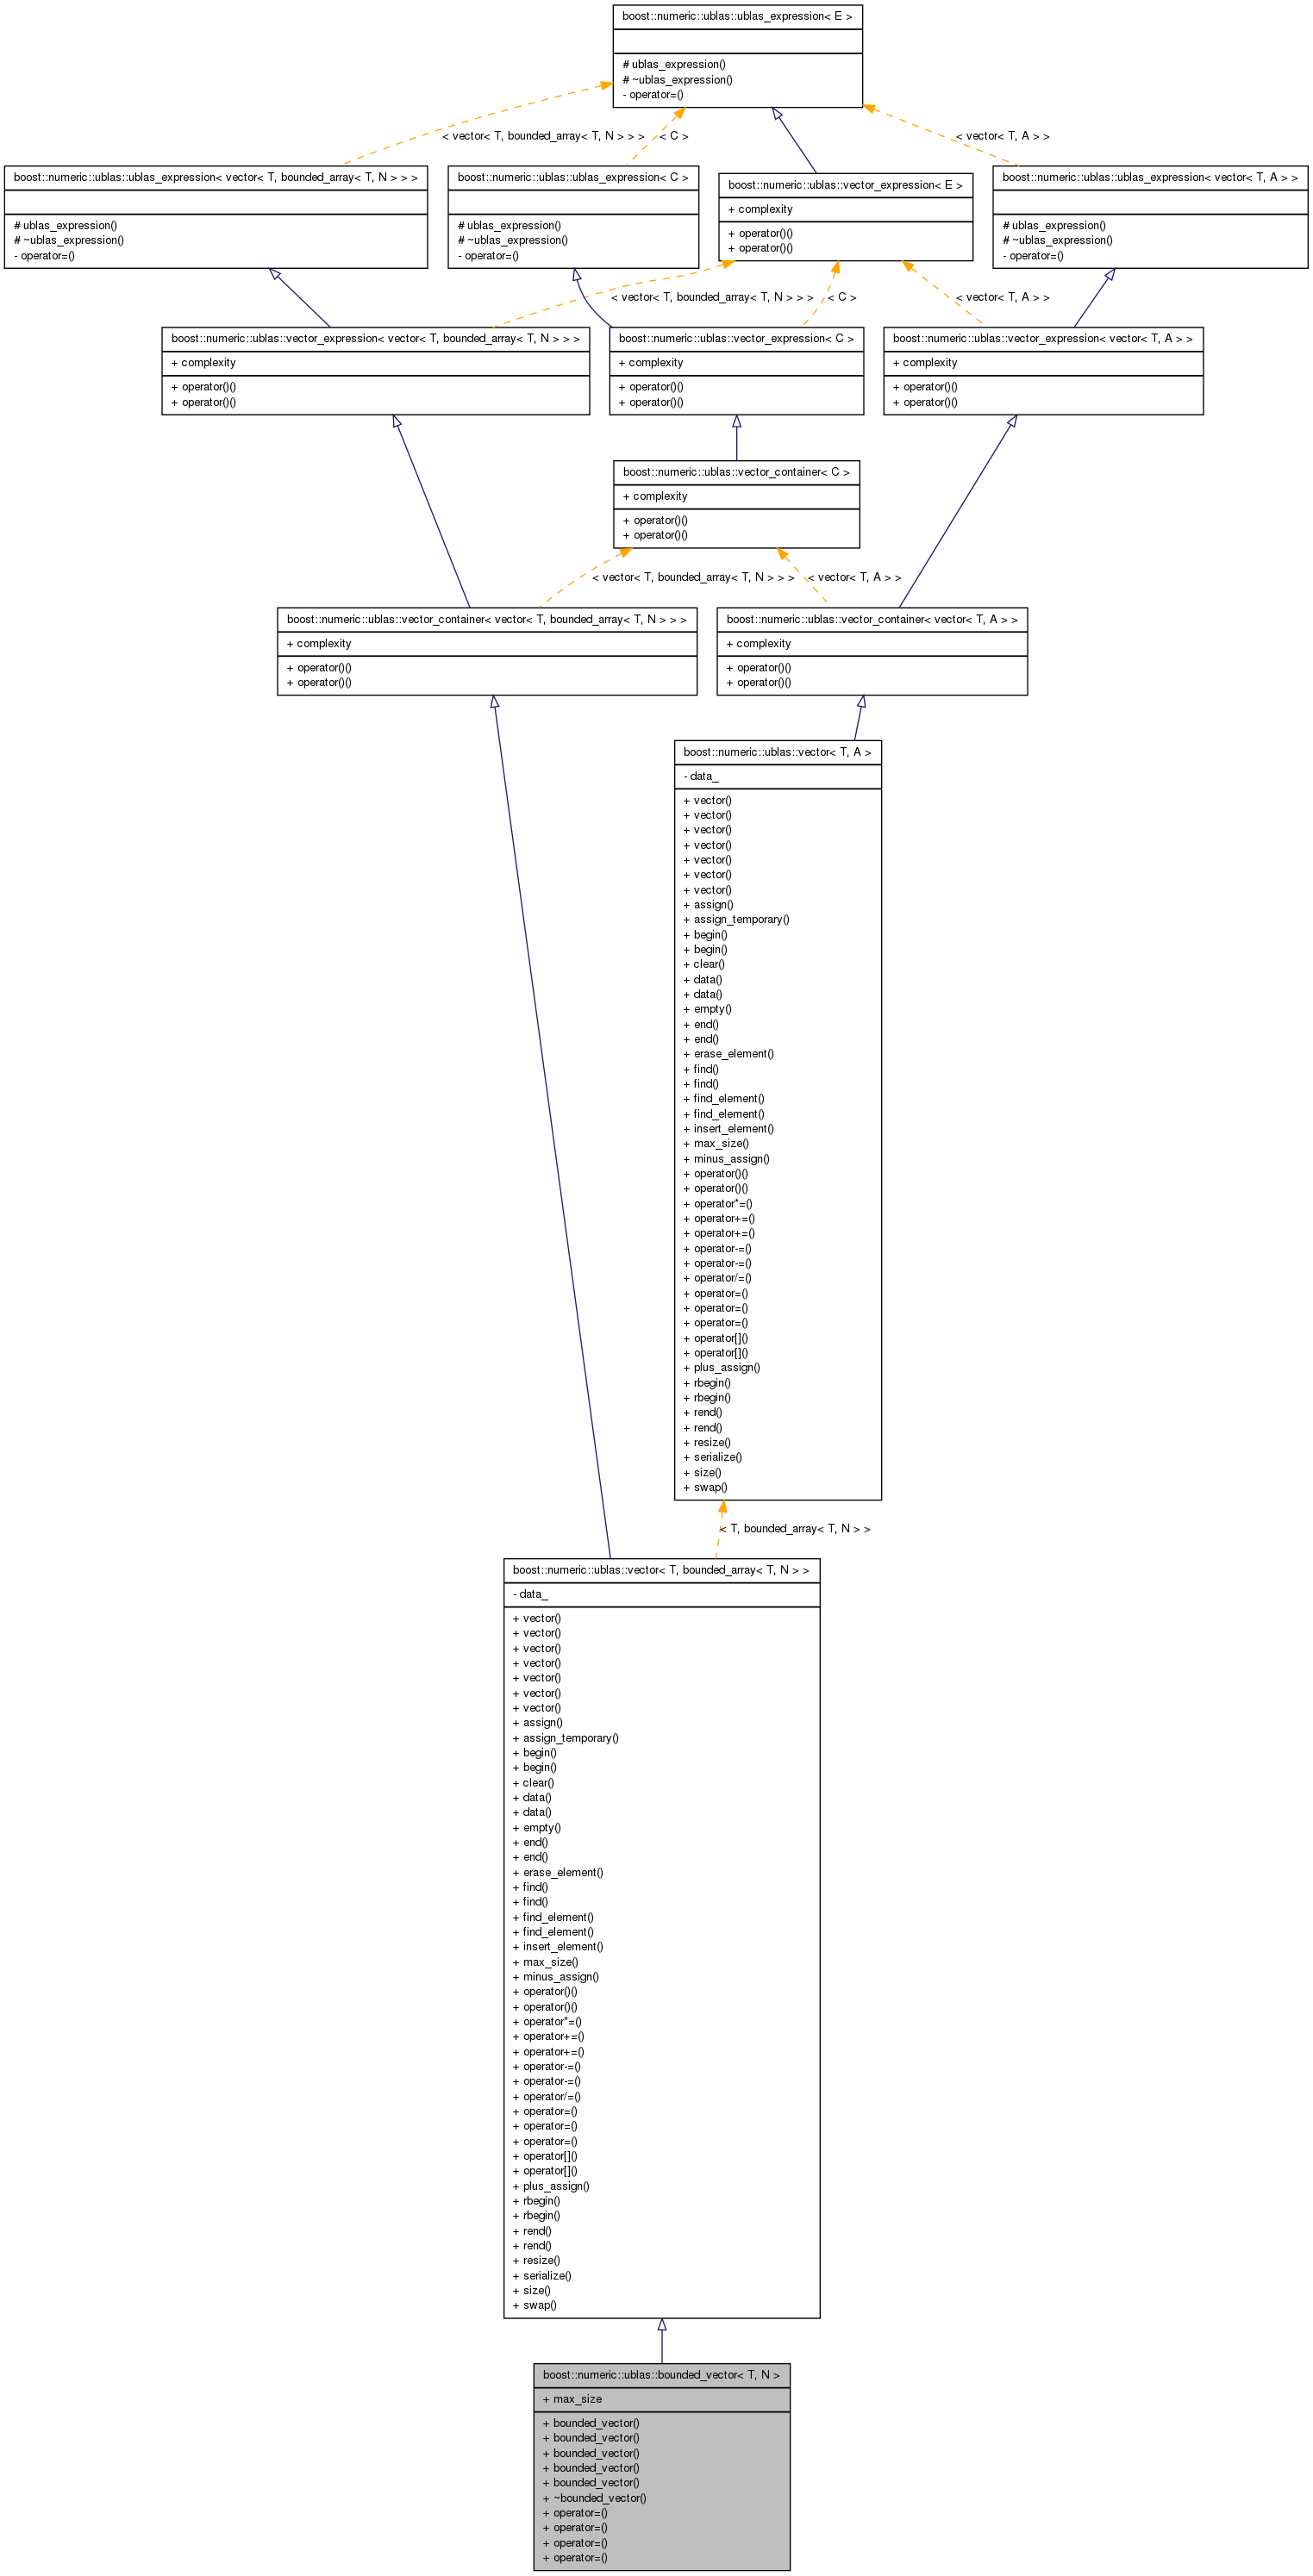 boost::numeric::ublas::ublas_expression< E >
# ublas_expression()
# ~ublas_expression()
- operator=()
< vector< T, bounded_array< T, N > > >
< C >
< vector< T, A > >
boost::numeric::ublas::ublas_expression< vector< T, bounded_array< T, N > > >
# ublas_expression()
# ~ublas_expression()
- operator=()
boost::numeric::ublas::ublas_expression< C >
# ublas_expression()
# ~ublas_expression()
- operator=()
boost::numeric::ublas::vector_expression< E >
+ complexity
+ operator()()
+ operator()()
boost::numeric::ublas::ublas_expression< vector< T, A > >
# ublas_expression()
# ~ublas_expression()
- operator=()
< vector< T, bounded_array< T, N > > >
< C >
< vector< T, A > >
boost::numeric::ublas::vector_expression< vector< T, bounded_array< T, N > > >
+ complexity
+ operator()()
+ operator()()
boost::numeric::ublas::vector_expression< C >
+ complexity
+ operator()()
+ operator()()
boost::numeric::ublas::vector_expression< vector< T, A > >
+ complexity
+ operator()()
+ operator()()
boost::numeric::ublas::vector_container< C >
+ complexity
+ operator()()
+ operator()()
< vector< T, bounded_array< T, N > > >
< vector< T, A > >
boost::numeric::ublas::vector_container< vector< T, bounded_array< T, N > > >
+ complexity
+ operator()()
+ operator()()
boost::numeric::ublas::vector_container< vector< T, A > >
+ complexity
+ operator()()
+ operator()()
boost::numeric::ublas::vector< T, A >
- data_
+ vector()
+ vector()
+ vector()
+ vector()
+ vector()
+ vector()
+ vector()
+ assign()
+ assign_temporary()
+ begin()
+ begin()
+ clear()
+ data()
+ data()
+ empty()
+ end()
+ end()
+ erase_element()
+ find()
+ find()
+ find_element()
+ find_element()
+ insert_element()
+ max_size()
+ minus_assign()
+ operator()()
+ operator()()
+ operator*=()
+ operator+=()
+ operator+=()
+ operator-=()
+ operator-=()
+ operator/=()
+ operator=()
+ operator=()
+ operator=()
+ operator[]()
+ operator[]()
+ plus_assign()
+ rbegin()
+ rbegin()
+ rend()
+ rend()
+ resize()
+ serialize()
+ size()
+ swap()
< T, bounded_array< T, N > >
boost::numeric::ublas::vector< T, bounded_array< T, N > >
- data_
+ vector()
+ vector()
+ vector()
+ vector()
+ vector()
+ vector()
+ vector()
+ assign()
+ assign_temporary()
+ begin()
+ begin()
+ clear()
+ data()
+ data()
+ empty()
+ end()
+ end()
+ erase_element()
+ find()
+ find()
+ find_element()
+ find_element()
+ insert_element()
+ max_size()
+ minus_assign()
+ operator()()
+ operator()()
+ operator*=()
+ operator+=()
+ operator+=()
+ operator-=()
+ operator-=()
+ operator/=()
+ operator=()
+ operator=()
+ operator=()
+ operator[]()
+ operator[]()
+ plus_assign()
+ rbegin()
+ rbegin()
+ rend()
+ rend()
+ resize()
+ serialize()
+ size()
+ swap()
boost::numeric::ublas::bounded_vector< T, N >
+ max_size
+ bounded_vector()
+ bounded_vector()
+ bounded_vector()
+ bounded_vector()
+ bounded_vector()
+ ~bounded_vector()
+ operator=()
+ operator=()
+ operator=()
+ operator=()